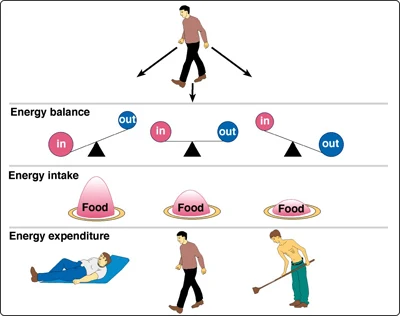 Energy balance
in out in out in out
Energy intake
Food Food Food
Energy expenditure